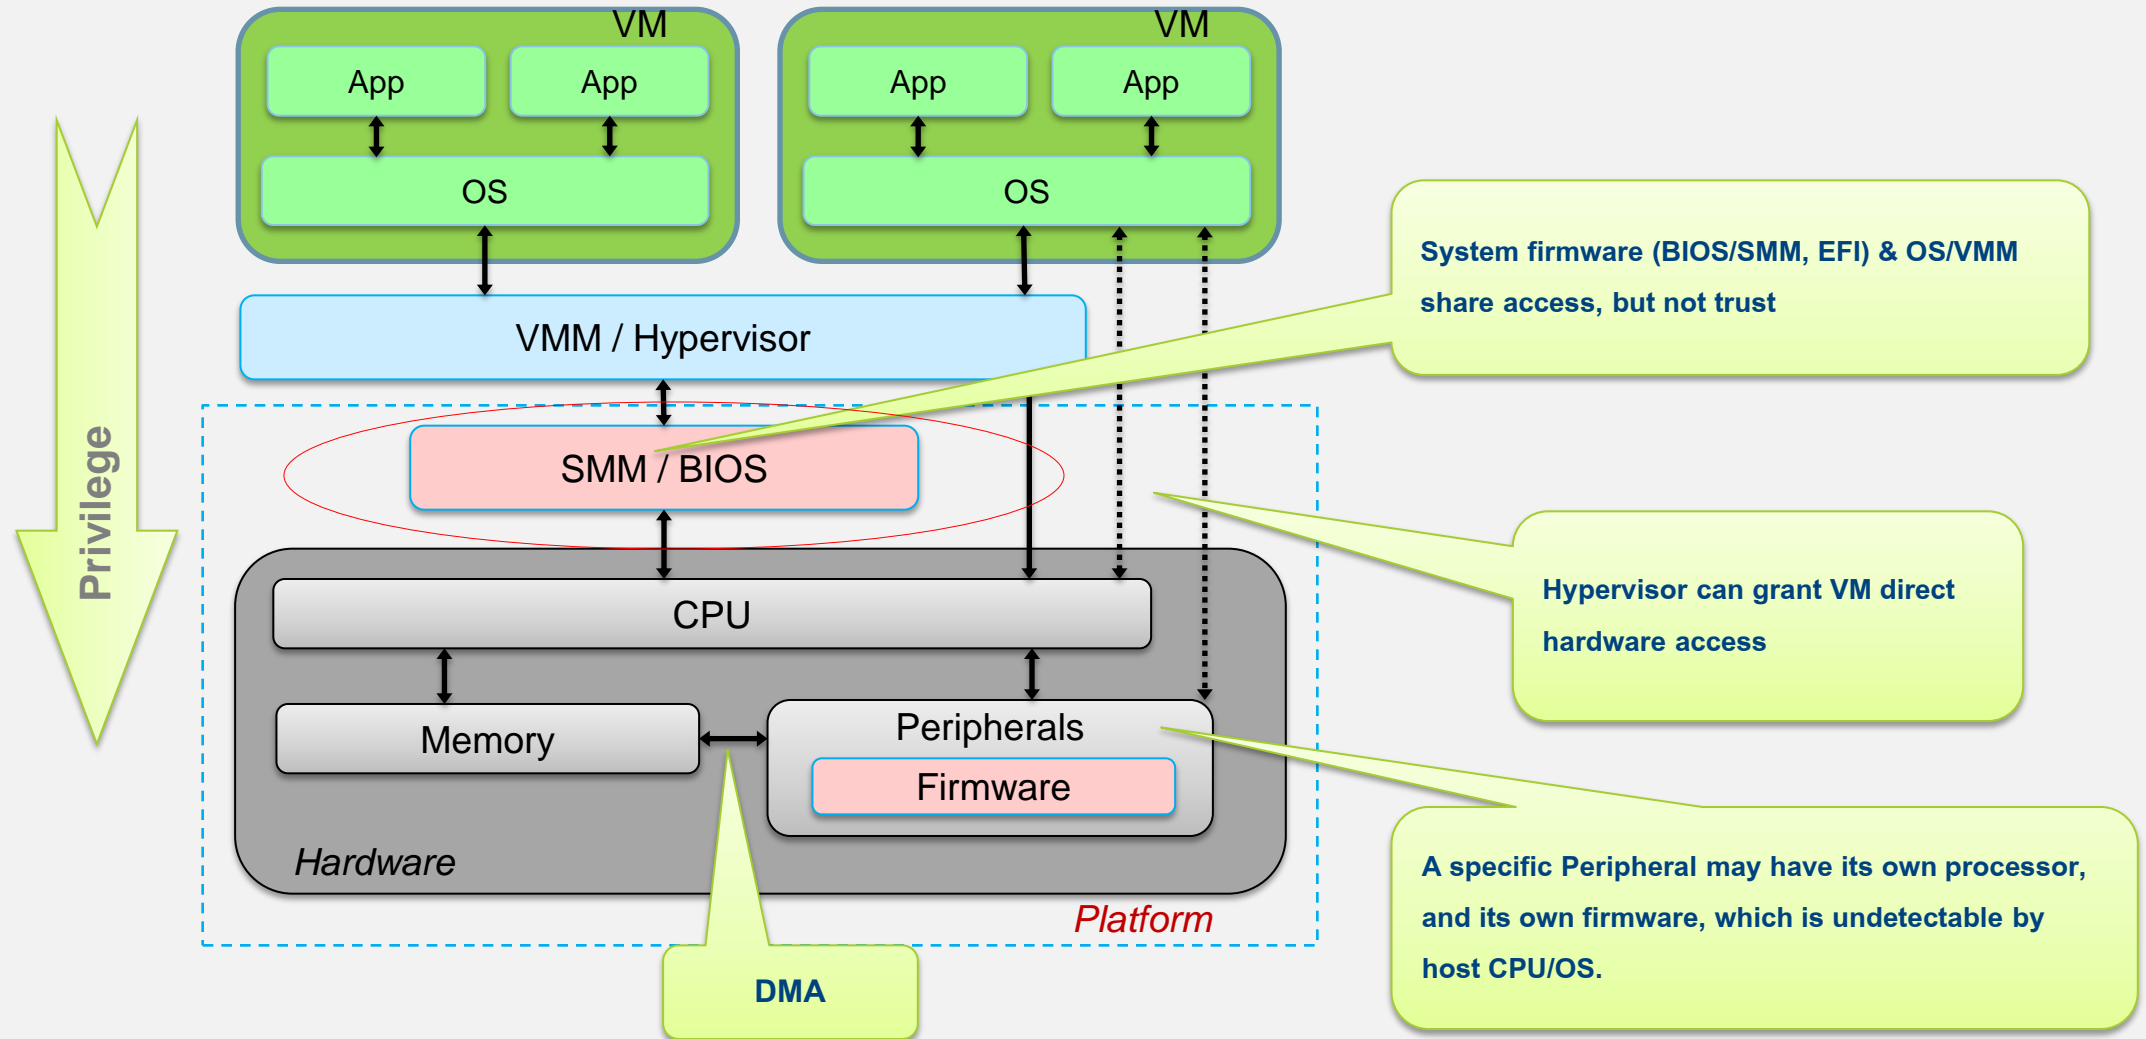 VM
VM
App
App
App
App
OS
OS
System firmware (BIOS/SMM, EFI) & OS/VMM
share access, but not trust
VMM / Hypervisor
Privilege
SMM / BIOS
Hypervisor can grant VM direct
hardware access
CPU
Memory
Peripherals
Firmware
Hardware
Platform
A specific Peripheral may have its own processor,
and its own firmware, which is undetectable by
host CPU/OS.
DMA